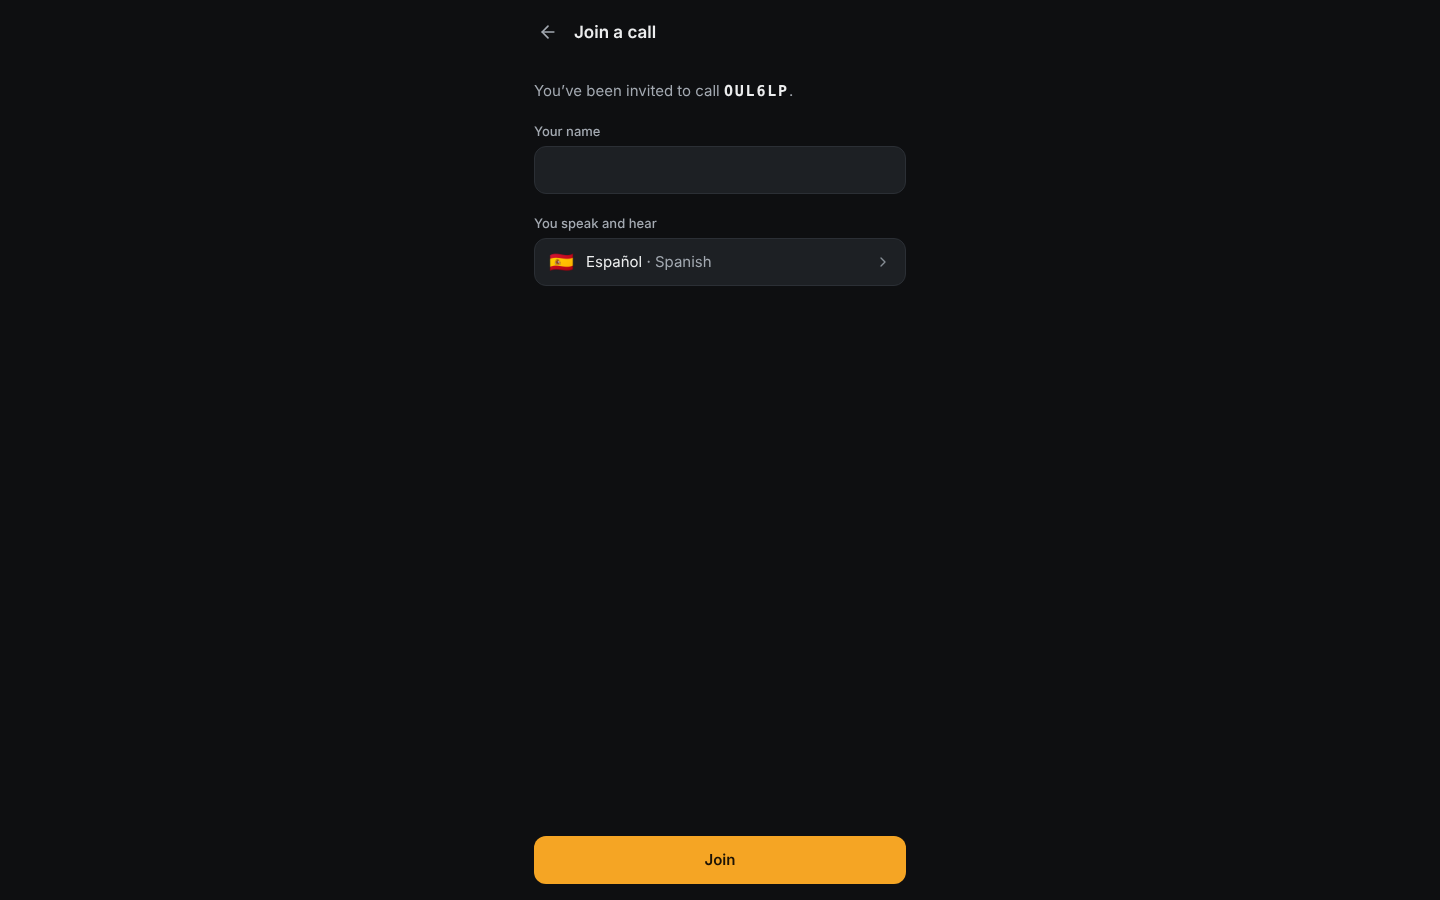 Join a call
You’ve been invited to call OUL6LP.
Your name
You speak and hear
Español · Spanish
Join